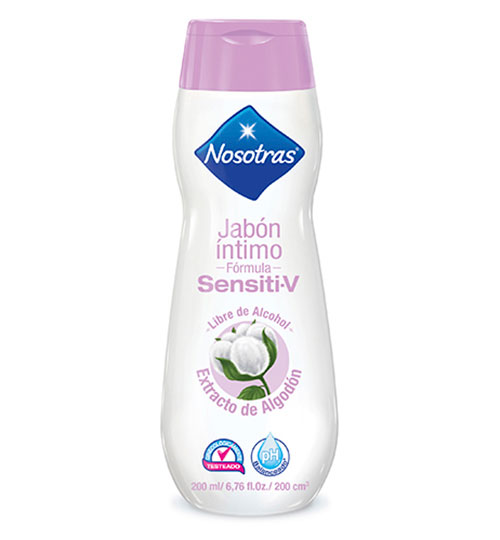 Nosotras
Jabón
íntimo
Fórmula
Sensiti-V
Libre de Alcohol
Extracto de Algodón
TESTEADO
pH
Balanceado
200 ml/ 6,76 fl.Oz./ 200 cm³